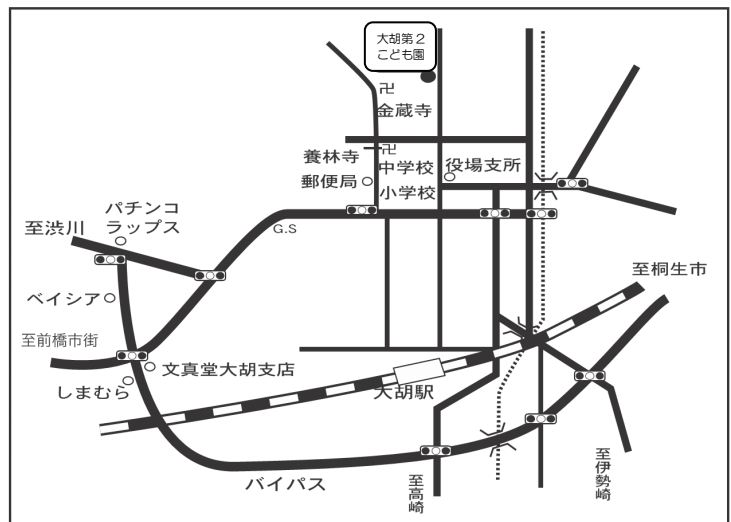 大胡第2
こども園
卍
金蔵寺
卍
養林寺
中学校
役場支所
郵便局
小学校
パチンコ
ラップス
至渋川
G.S
至桐生市
ベイシア
至前橋市街
文真堂大胡支店
しまむら
大胡駅
バイパス
至高崎
至伊勢崎